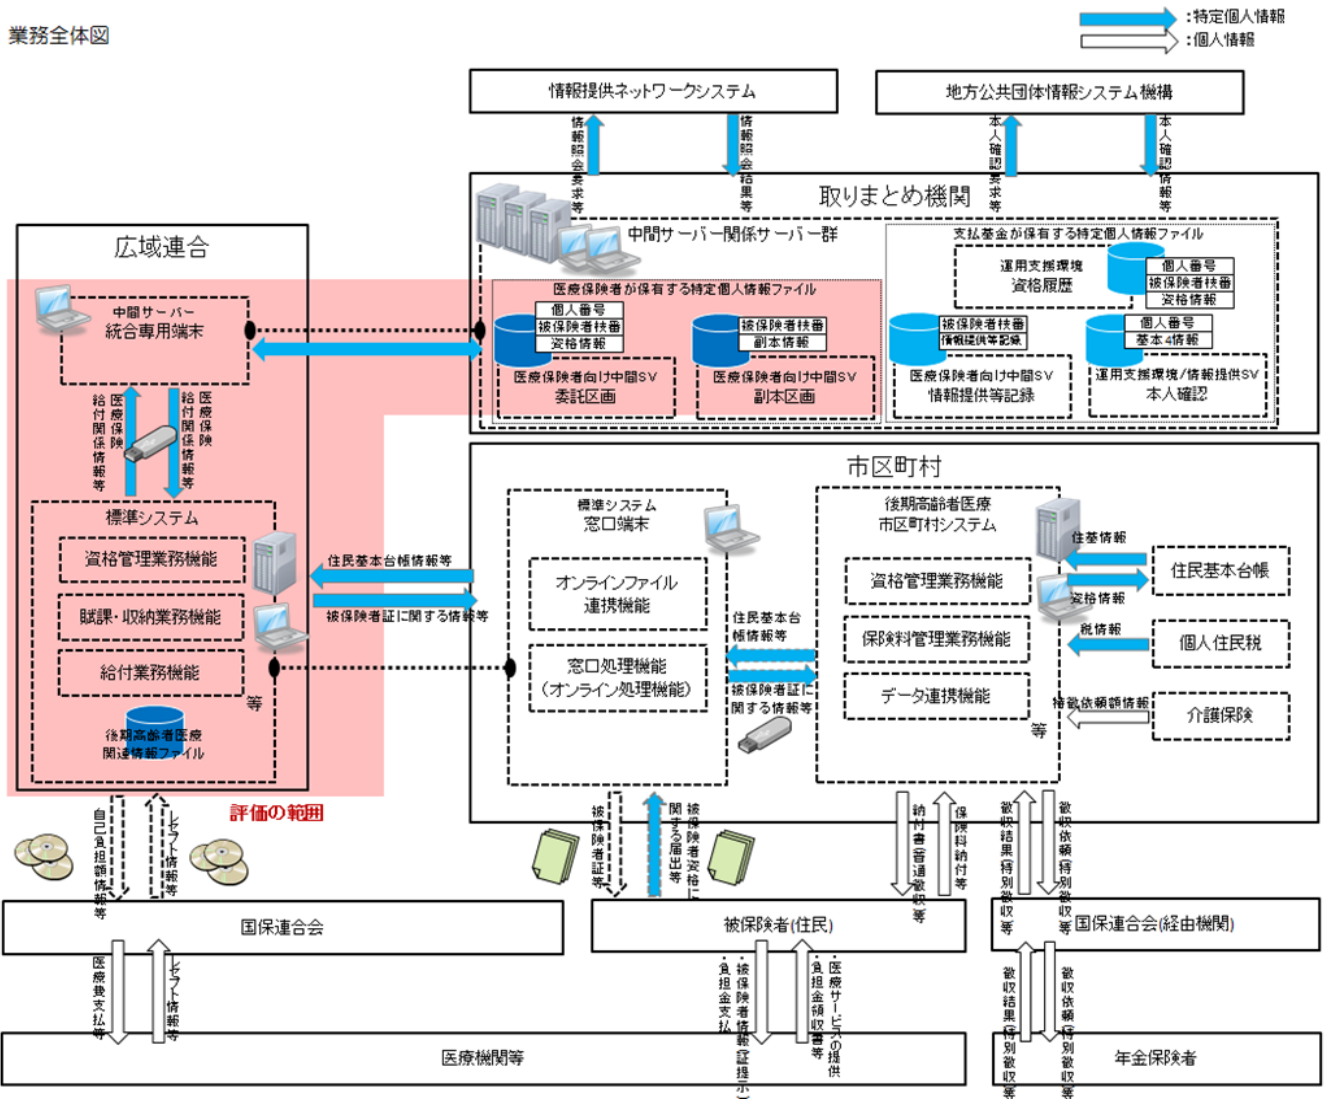 業務全体図
：特定個人情報
：個人情報
情報提供ネットワークシステム
地方公共団体情報システム機構
情報照会要求等
情報照会結果等
本人確認要求等
本人確認情報等
取りまとめ機関
中間サーバー関係サーバー群
支払基金が保有する特定個人情報ファイル
運用支援環境
資格履歴
個人番号
被保険者枝番
資格情報
医療保険者が保有する特定個人情報ファイル
個人番号
被保険者枝番
資格情報
医療保険者向け中間SV
委託区画
被保険者枝番
副本情報
医療保険者向け中間SV
副本区画
被保険者枝番
情報提供等記録
医療保険者向け中間SV
情報提供等記録
個人番号
基本4情報
運用支援環境/情報提供SV
本人確認
広域連合
中間サーバー
統合専用端末
医療保険
給付関係情報等
医療保険
給付関係情報等
標準システム
資格管理業務機能
賦課・収納業務機能
給付業務機能
等
後期高齢者医療
関連情報ファイル
評価の範囲
住民基本台帳情報等
被保険者証に関する情報等
市区町村
標準システム
窓口端末
オンラインファイル
連携機能
窓口処理機能
(オンライン処理機能)
住民基本台
帳情報等
被保険者証に
関する情報等
後期高齢者医療
市区町村システム
資格管理業務機能
保険料管理業務機能
データ連携機能
等
住基情報
資格情報
税情報
特徴依頼額情報
住民基本台帳
個人住民税
介護保険
自己負担額情報等
レセプト情報等
被保険者証等
被保険者資格に
関する届出等
納付書(普通徴収)等
保険料納付等
徴収結果(特別徴収)等
徴収依頼(特別徴収)等
国保連合会
被保険者(住民)
国保連合会(経由機関)
医療費支払等
レセプト情報等
・被保険者情報(証提示)
・負担金支払
・医療サービスの提供
・負担金領収書等
徴収結果(特別徴収)等
徴収依頼(特別徴収)等
医療機関等
年金保険者